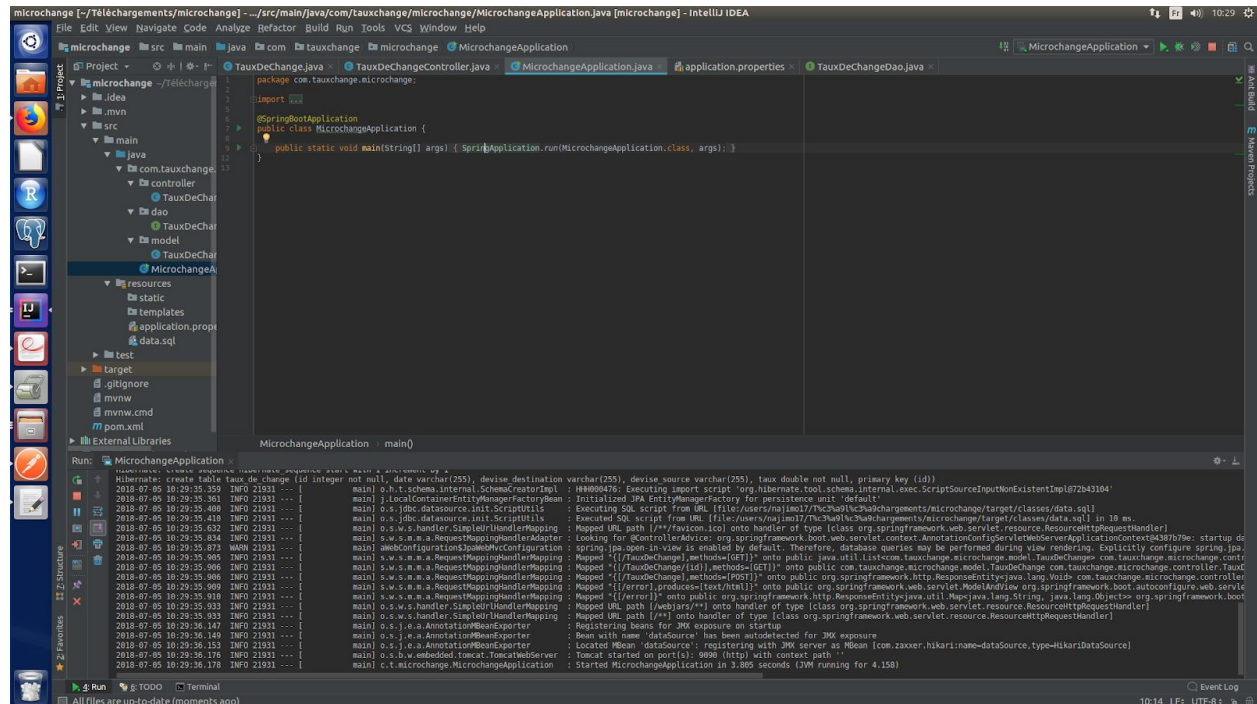 microchange [~/Téléchargements/microchange] - .../src/main/java/com/tauxchange/microchange/MicrochangeApplication.java [microchange] - IntelliJ IDEA
Fr
10:29
File Edit View Navigate Code Analyze Refactor Build Run Tools VCS Window Help
microchange src main java com tauxchange microchange MicrochangeApplication
MicrochangeApplication
Project
TauxDeChange.java
TauxDeChangeController.java
MicrochangeApplication.java
application.properties
TauxDeChangeDao.java
1: Project
microchange ~/Téléchargei
.idea
.mvn
src
main
java
com.tauxchange.
controller
TauxDeChar
dao
TauxDeChar
model
TauxDeChar
MicrochangeA
resources
static
templates
application.prope
data.sql
test
target
.gitignore
mvnw
mvnw.cmd
pom.xml
External Libraries
package com.tauxchange.microchange;
import ...
@SpringBootApplication
public class MicrochangeApplication {
public static void main(String[] args) { SpringApplication.run(MicrochangeApplication.class, args); }
}
MicrochangeApplication main()
Ant Build
Maven Projects
Run: MicrochangeApplication
Hibernate: create sequence hibernate_sequence start with 1 increment by 1
Hibernate: create table taux_de_change (id integer not null, date varchar(255), devise_destination varchar(255), devise_source varchar(255), taux double not null, primary key (id))
2018-07-05 10:29:35.359 INFO 21931 --- [ main] o.h.t.schema.internal.SchemaCreatorImpl : HHH000476: Executing import script 'org.hibernate.tool.schema.internal.exec.ScriptSourceInputNonExistentImpl@72b43104'
2018-07-05 10:29:35.361 INFO 21931 --- [ main] j.LocalContainerEntityManagerFactoryBean : Initialized JPA EntityManagerFactory for persistence unit 'default'
2018-07-05 10:29:35.400 INFO 21931 --- [ main] o.s.jdbc.datasource.init.ScriptUtils : Executing SQL script from URL [file:/users/najimo17/T%c3%a9l%c3%a9chargements/microchange/target/classes/data.sql]
2018-07-05 10:29:35.410 INFO 21931 --- [ main] o.s.jdbc.datasource.init.ScriptUtils : Executed SQL script from URL [file:/users/najimo17/T%c3%a9l%c3%a9chargements/microchange/target/classes/data.sql] in 10 ms.
2018-07-05 10:29:35.632 INFO 21931 --- [ main] o.s.w.s.handler.SimpleUrlHandlerMapping : Mapped URL path [/**/favicon.ico] onto handler of type [class org.springframework.web.servlet.resource.ResourceHttpRequestHandler]
2018-07-05 10:29:35.834 INFO 21931 --- [ main] s.w.s.m.m.a.RequestMappingHandlerAdapter : Looking for @ControllerAdvice: org.springframework.boot.web.servlet.context.AnnotationConfigServletWebServerApplicationContext@4387b79e: startup da
2018-07-05 10:29:35.873 WARN 21931 --- [ main] aWebConfiguration$JpaWebMvcConfiguration : spring.jpa.open-in-view is enabled by default. Therefore, database queries may be performed during view rendering. Explicitly configure spring.jpa.
2018-07-05 10:29:35.905 INFO 21931 --- [ main] s.w.s.m.m.a.RequestMappingHandlerMapping : Mapped "{[/TauxDeChange],methods=[GET]}" onto public java.util.List<com.tauxchange.microchange.model.TauxDeChange> com.tauxchange.microchange.contr
2018-07-05 10:29:35.906 INFO 21931 --- [ main] s.w.s.m.m.a.RequestMappingHandlerMapping : Mapped "{[/TauxDeChange/{id}],methods=[GET]}" onto public com.tauxchange.microchange.model.TauxDeChange com.tauxchange.microchange.controller.TauxD
2018-07-05 10:29:35.906 INFO 21931 --- [ main] s.w.s.m.m.a.RequestMappingHandlerMapping : Mapped "{[/TauxDeChange],methods=[POST]}" onto public org.springframework.http.ResponseEntity<java.lang.Void> com.tauxchange.microchange.controller
2018-07-05 10:29:35.909 INFO 21931 --- [ main] s.w.s.m.m.a.RequestMappingHandlerMapping : Mapped "{[/error],produces=[text/html]}" onto public org.springframework.web.servlet.ModelAndView org.springframework.boot.autoconfigure.web.servle
2018-07-05 10:29:35.910 INFO 21931 --- [ main] s.w.s.m.m.a.RequestMappingHandlerMapping : Mapped "{[/error]}" onto public org.springframework.http.ResponseEntity<java.util.Map<java.lang.String, java.lang.Object>> org.springframework.boot
2018-07-05 10:29:35.933 INFO 21931 --- [ main] o.s.w.s.handler.SimpleUrlHandlerMapping : Mapped URL path [/webjars/**] onto handler of type [class org.springframework.web.servlet.resource.ResourceHttpRequestHandler]
2018-07-05 10:29:35.933 INFO 21931 --- [ main] o.s.w.s.handler.SimpleUrlHandlerMapping : Mapped URL path [/**] onto handler of type [class org.springframework.web.servlet.resource.ResourceHttpRequestHandler]
2018-07-05 10:29:36.147 INFO 21931 --- [ main] o.s.j.e.a.AnnotationMBeanExporter : Registering beans for JMX exposure on startup
2018-07-05 10:29:36.149 INFO 21931 --- [ main] o.s.j.e.a.AnnotationMBeanExporter : Bean with name 'dataSource' has been autodetected for JMX exposure
2018-07-05 10:29:36.153 INFO 21931 --- [ main] o.s.j.e.a.AnnotationMBeanExporter : Located MBean 'dataSource': registering with JMX server as MBean [com.zaxxer.hikari:name=dataSource,type=HikariDataSource]
2018-07-05 10:29:36.176 INFO 21931 --- [ main] o.s.b.w.embedded.tomcat.TomcatWebServer : Tomcat started on port(s): 9090 (http) with context path ''
2018-07-05 10:29:36.178 INFO 21931 --- [ main] c.t.microchange.MicrochangeApplication : Started MicrochangeApplication in 3.805 seconds (JVM running for 4.158)
7: Structure
2: Favorites
4: Run 6: TODO Terminal
Event Log
All files are up-to-date (moments ago)
10:14 LF: UTF-8: